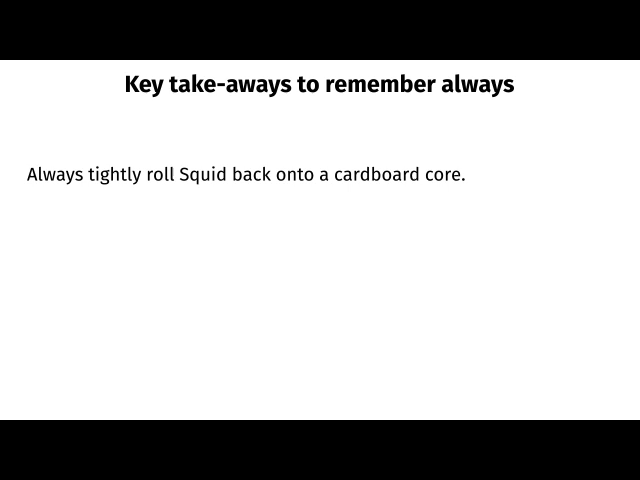 Key take-aways to remember always
Always tightly roll Squid back onto a cardboard core.